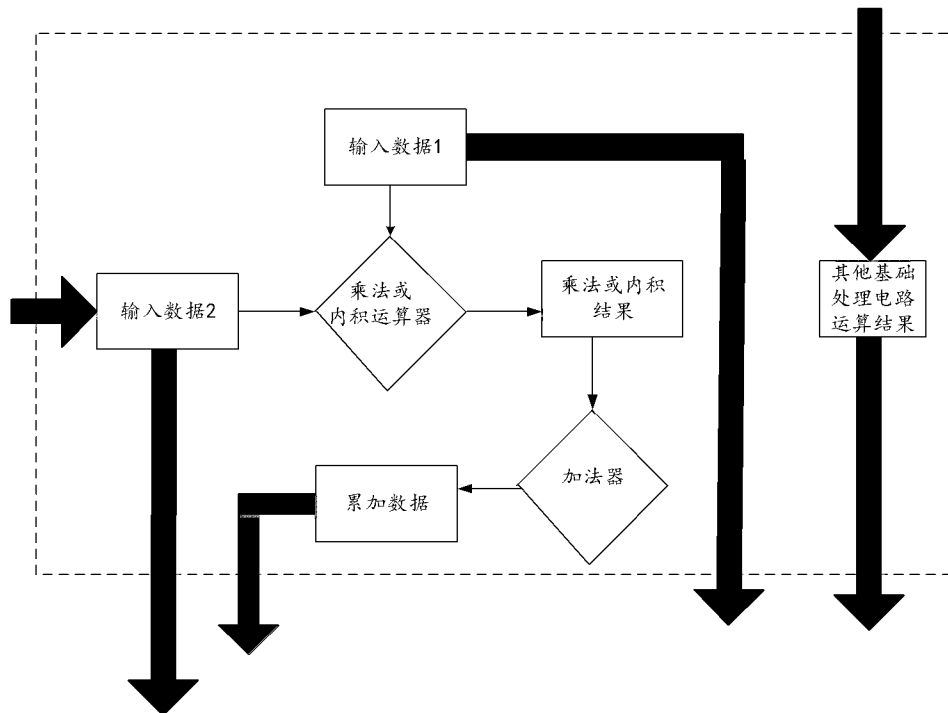 输入数据1
其他基础
处理电路
运算结果
乘法或
内积运算器
乘法或内积
结果
输入数据2
加法器
累加数据